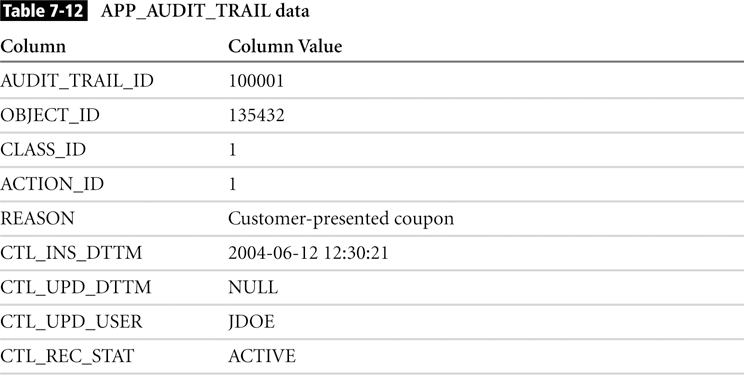 Table 7-12 APP_AUDIT_TRAIL data
Column Column Value
AUDIT_TRAIL_ID 100001
OBJECT_ID 135432
CLASS_ID 1
ACTION_ID 1
REASON Customer-presented coupon
CTL_INS_DTTM 2004-06-12 12:30:21
CTL_UPD_DTTM NULL
CTL_UPD_USER JDOE
CTL_REC_STAT ACTIVE